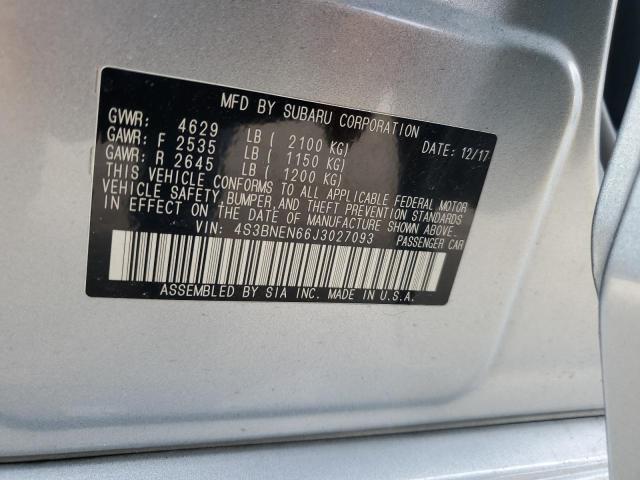 MFD BY SUBARU CORPORATION
GVWR: 4629 LB ( 2100 KG) DATE: 12/17
GAWR: F 2535 LB ( 1150 KG)
GAWR: R 2645 LB ( 1200 KG)
THIS VEHICLE CONFORMS TO ALL APPLICABLE FEDERAL MOTOR
VEHICLE SAFETY, BUMPER, AND THEFT PREVENTION STANDARDS
IN EFFECT ON THE DATE OF MANUFACTURE SHOWN ABOVE.
VIN: 4S3BNEN66J3027093 PASSENGER CAR
ASSEMBLED BY SIA INC. MADE IN U.S.A.